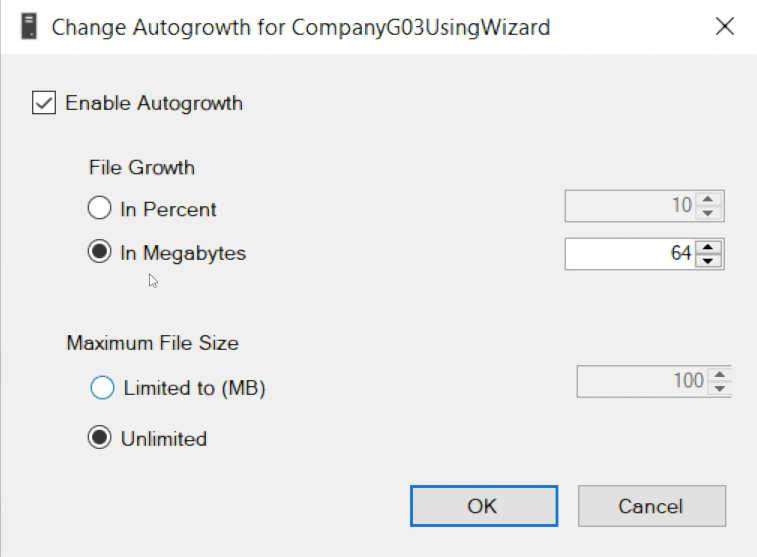 Change Autogrowth for CompanyG03UsingWizard
Enable Autogrowth
File Growth
In Percent 10
In Megabytes 64
Maximum File Size
Limited to (MB) 100
Unlimited
OK Cancel